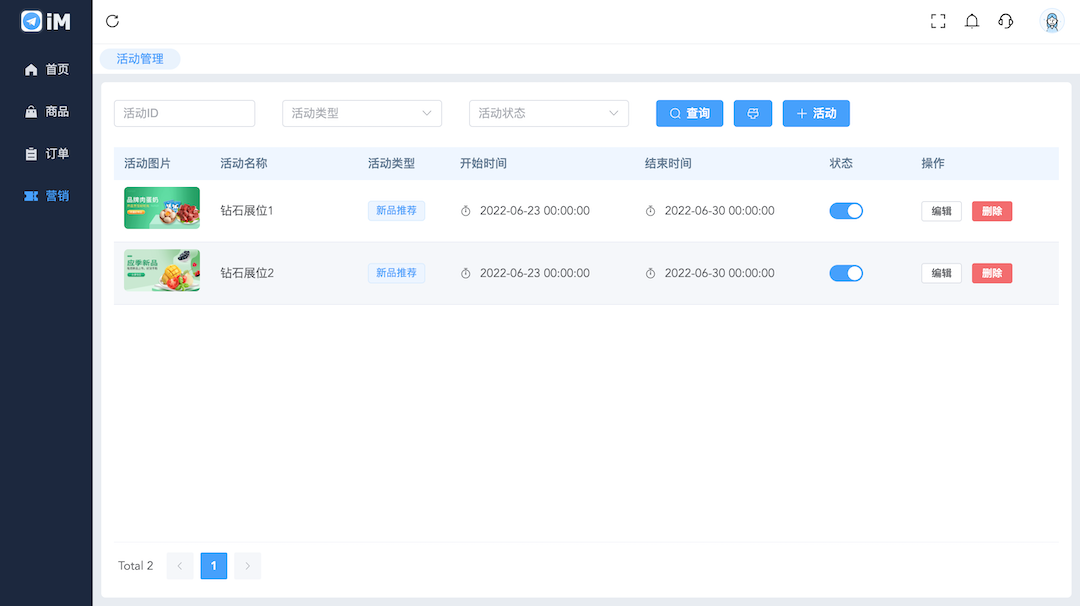 iM
首页
商品
订单
营销
活动管理
活动ID
活动类型
活动状态
查询
活动
活动图片 活动名称 活动类型 开始时间 结束时间 状态 操作
品牌肉蛋奶
钻石展位1 新品推荐 2022-06-23 00:00:00 2022-06-30 00:00:00 编辑 删除
应季新品
钻石展位2 新品推荐 2022-06-23 00:00:00 2022-06-30 00:00:00 编辑 删除
Total 2 1